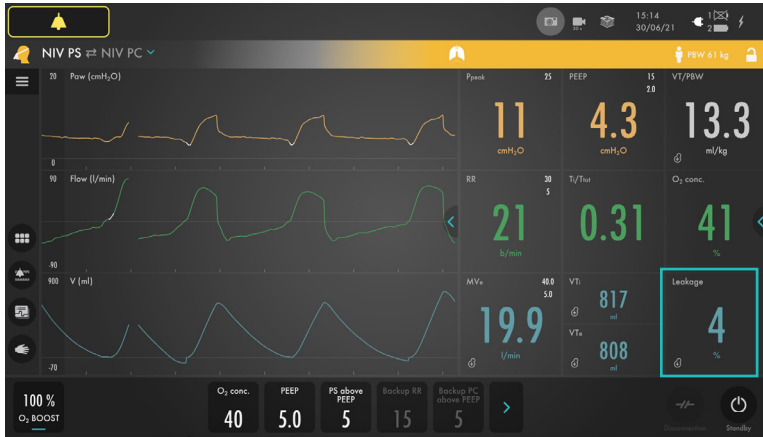 15:14
30/06/21
1
2
NIV PS ⇄ NIV PC
PBW 61 kg
20 Paw (cmH₂O)
0
90 Flow (l/min)
-90
900 V (ml)
-70
Ppeak 25
11
cmH₂O
PEEP 15
2.0
4.3
cmH₂O
VT/PBW
13.3
ml/kg
RR 30
5
21
b/min
Ti/Ttot
0.31
O₂ conc.
41
%
MVe 40.0
5.0
19.9
l/min
VTi
817
ml
VTe
808
ml
Leakage
4
%
100 %
O₂ BOOST
O₂ conc.
40
PEEP
5.0
PS above
PEEP
5
Backup RR
15
Backup PC
above PEEP
5
Disconnection
Standby